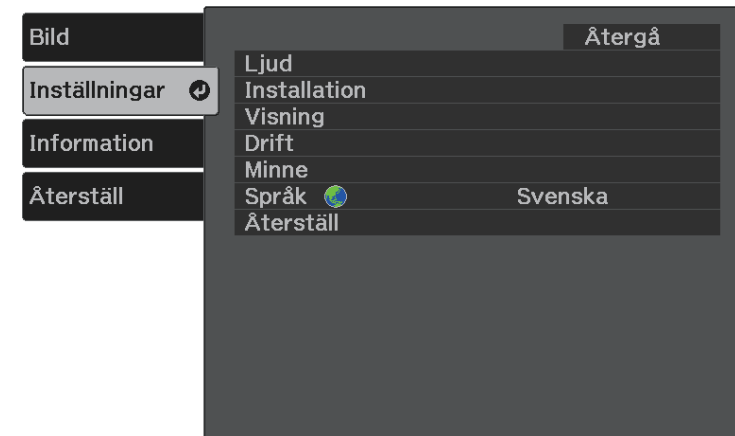 Bild
Inställningar
Information
Återställ
Återgå
Ljud
Installation
Visning
Drift
Minne
Språk Svenska
Återställ